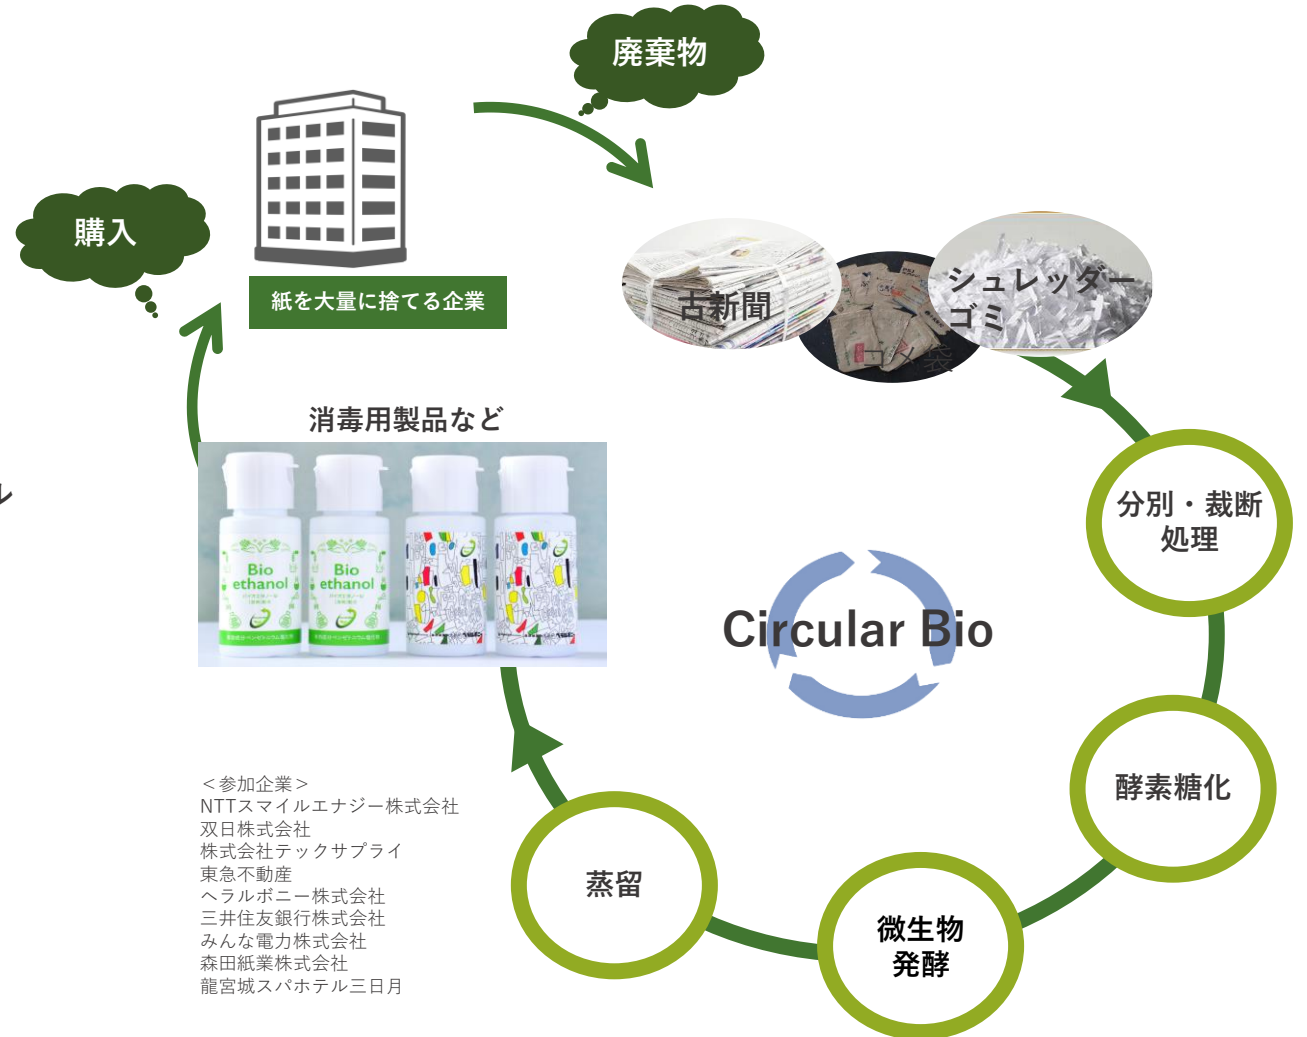 廃棄物
購入
紙を大量に捨てる企業
古新聞
コメ袋
シュレッダー
ゴミ
消毒用製品など
ル
Bio
ethanol
Bio
ethanol
分別・裁断
処理
Circular Bio
酵素糖化
微生物
発酵
蒸留
＜参加企業＞
NTTスマイルエナジー株式会社
双日株式会社
株式会社テックサプライ
東急不動産
ヘラルボニー株式会社
三井住友銀行株式会社
みんな電力株式会社
森田紙業株式会社
龍宮城スパホテル三日月